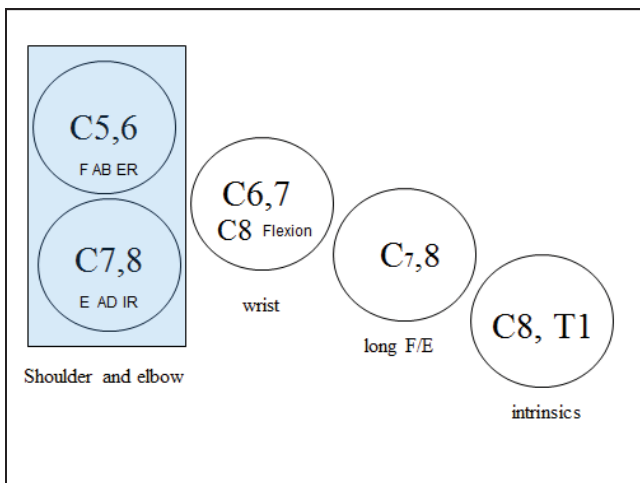 C5,6
F AB ER
C7,8
E AD IR
Shoulder and elbow
C6,7
C8 Flexion
wrist
C7,8
long F/E
C8, T1
intrinsics